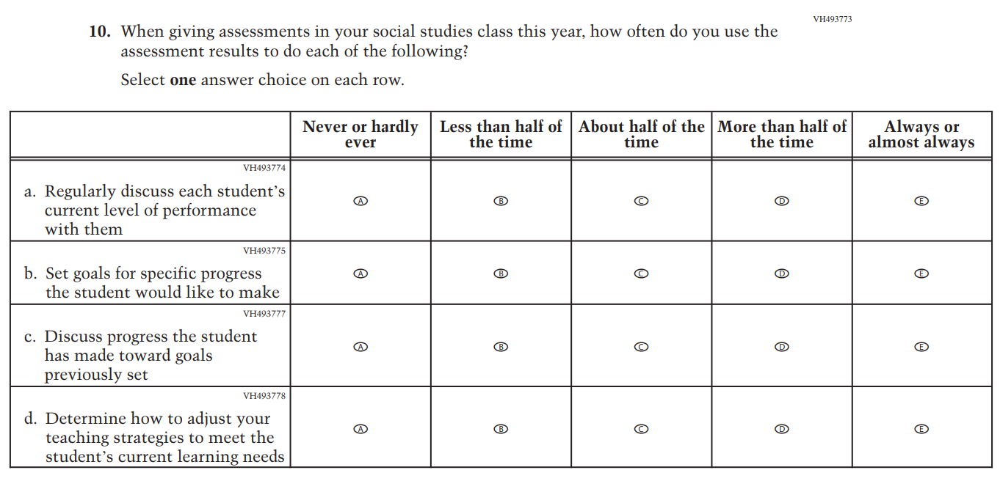 VH493773
10. When giving assessments in your social studies class this year, how often do you use the
assessment results to do each of the following?
Select one answer choice on each row.
Never or hardly ever Less than half of the time About half of the time More than half of the time Always or almost always
VH493774
a. Regularly discuss each student’s
current level of performance
with them
A B C D E
VH493775
b. Set goals for specific progress
the student would like to make
A B C D E
VH493777
c. Discuss progress the student
has made toward goals
previously set
A B C D E
VH493778
d. Determine how to adjust your
teaching strategies to meet the
student’s current learning needs
A B C D E